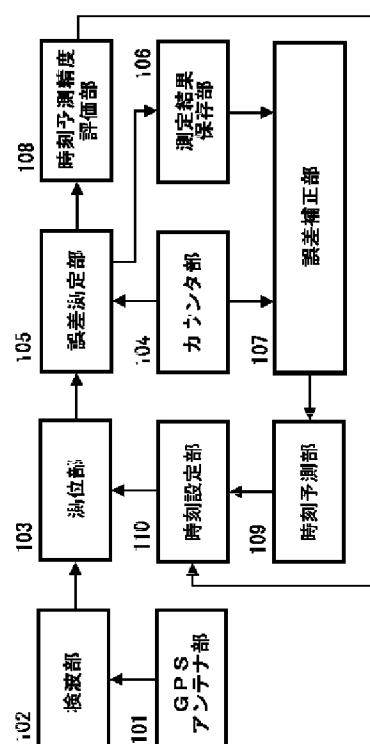 102
検波部
101
GPS
アンテナ部
103
測位部
110
時刻設定部
109
時刻予測部
105
誤差測定部
104
カウンタ部
107
誤差補正部
108
時刻予測精度
評価部
106
測定結果
保存部